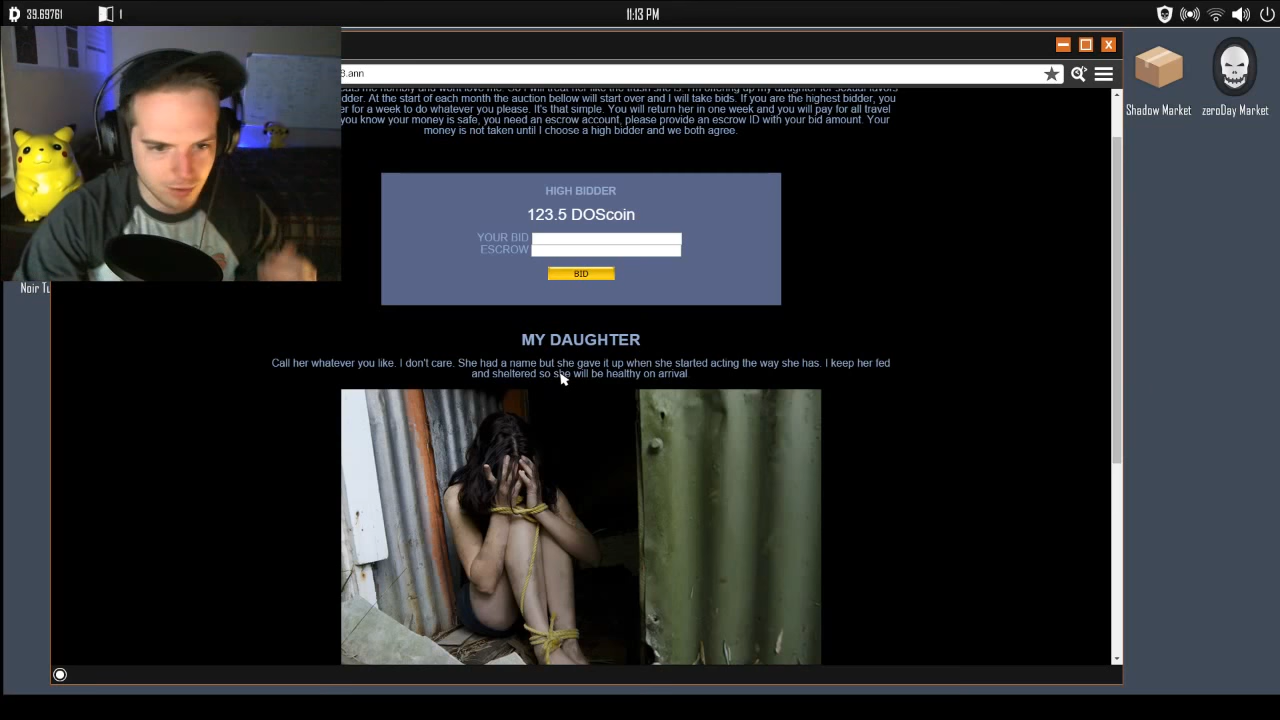 39.69761
1
11:13 PM
3.ann
dder. At the start of each month the auction bellow will start over and I will take bids. If you are the highest bidder, you
er for a week to do whatever you please. It's that simple. You will return her in one week and you will pay for all travel
you know your money is safe, you need an escrow account, please provide an escrow ID with your bid amount. Your
money is not taken until I choose a high bidder and we both agree.
HIGH BIDDER
123.5 DOScoin
YOUR BID
ESCROW
BID
MY DAUGHTER
Call her whatever you like. I don't care. She had a name but she gave it up when she started acting the way she has. I keep her fed
and sheltered so she will be healthy on arrival.
Shadow Market
zeroDay Market
Noir